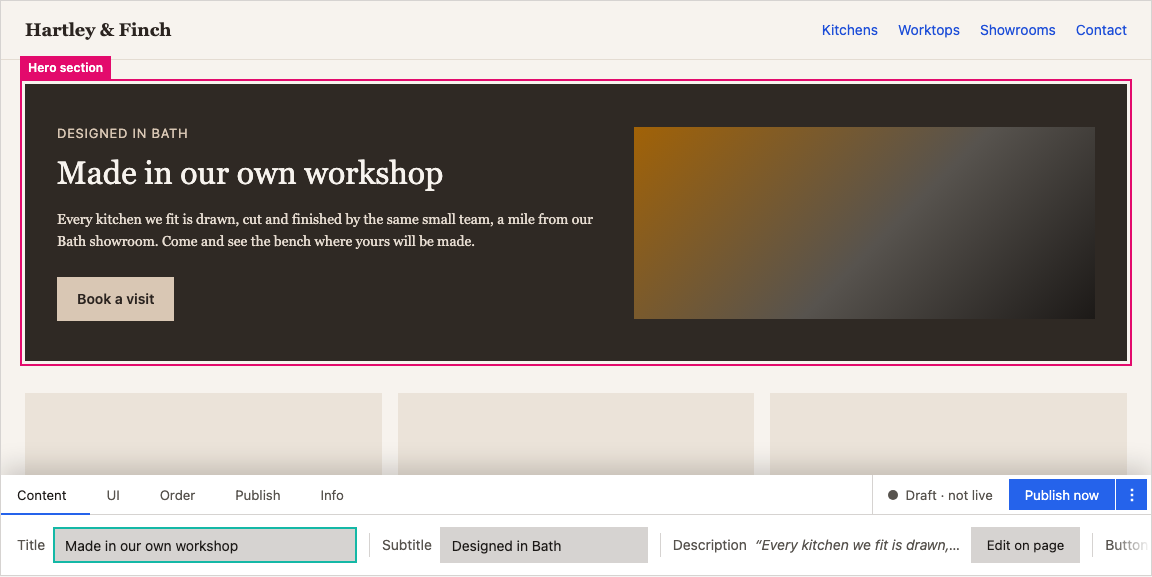 Hartley & Finch
Kitchens Worktops Showrooms Contact
Hero section
DESIGNED IN BATH
Made in our own workshop
Every kitchen we fit is drawn, cut and finished by the same small team, a mile from our
Bath showroom. Come and see the bench where yours will be made.
Book a visit
Content UI Order Publish Info
Draft · not live
Publish now
Title Made in our own workshop Subtitle Designed in Bath Description “Every kitchen we fit is drawn,… Edit on page Button